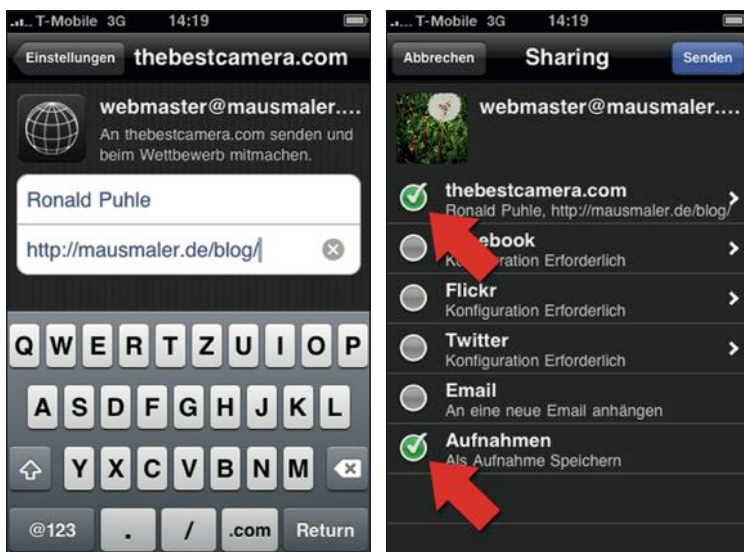 T-Mobile 3G 14:19
Einstellungen thebestcamera.com
webmaster@mausmaler....
An thebestcamera.com senden und
beim Wettbewerb mitmachen.
Ronald Puhle
http://mausmaler.de/blog/
Q W E R T Z U I O P
A S D F G H J K L
Y X C V B N M
@123 . / .com Return
T-Mobile 3G 14:19
Abbrechen Sharing Senden
webmaster@mausmaler....
thebestcamera.com
Ronald Puhle, http://mausmaler.de/blog/
ebook
ration Erforderlich
Flickr
Konfiguration Erforderlich
Twitter
Konfiguration Erforderlich
Email
An eine neue Email anhängen
Aufnahmen
Als Aufnahme Speichern